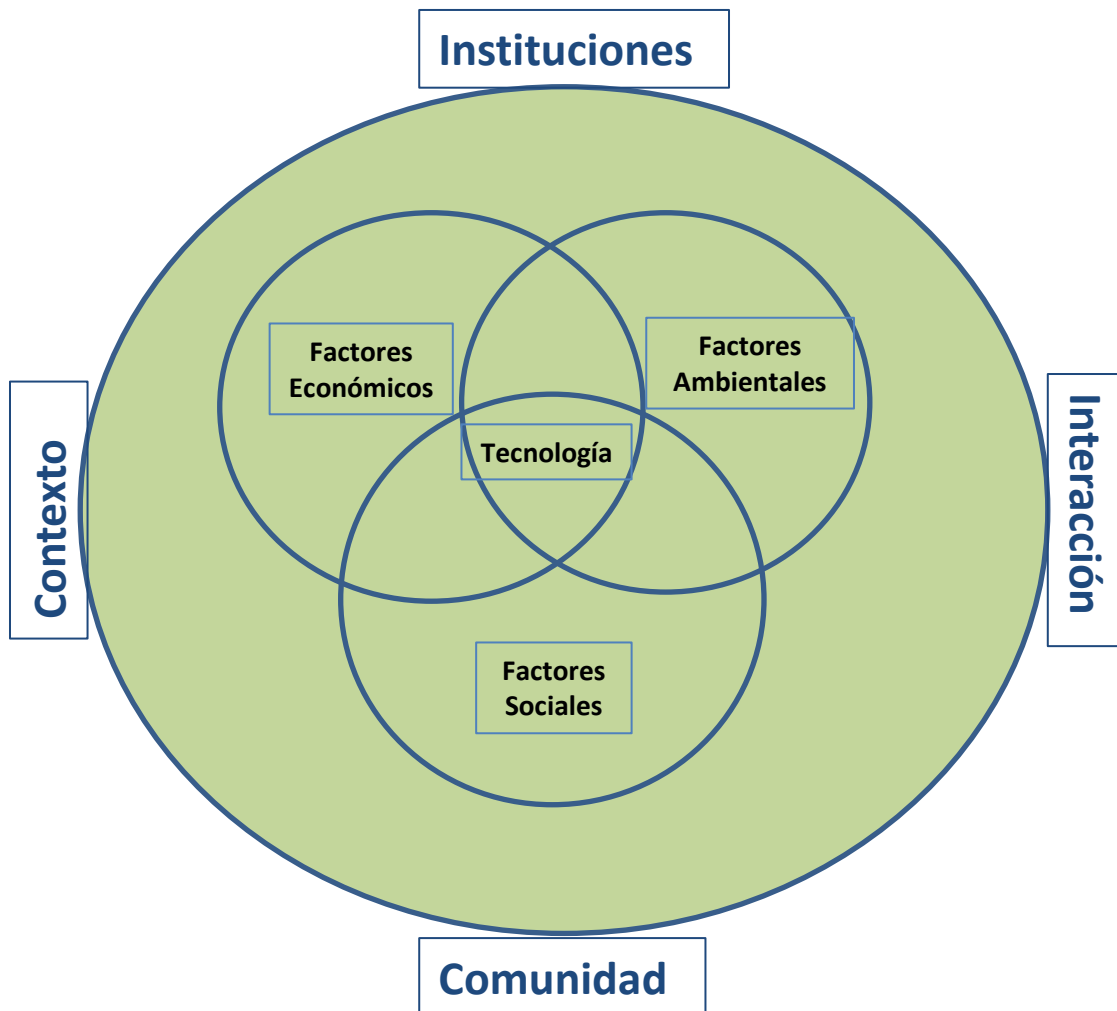 Instituciones
Factores
Económicos
Factores
Ambientales
Tecnología
Contexto
Interacción
Factores
Sociales
Comunidad